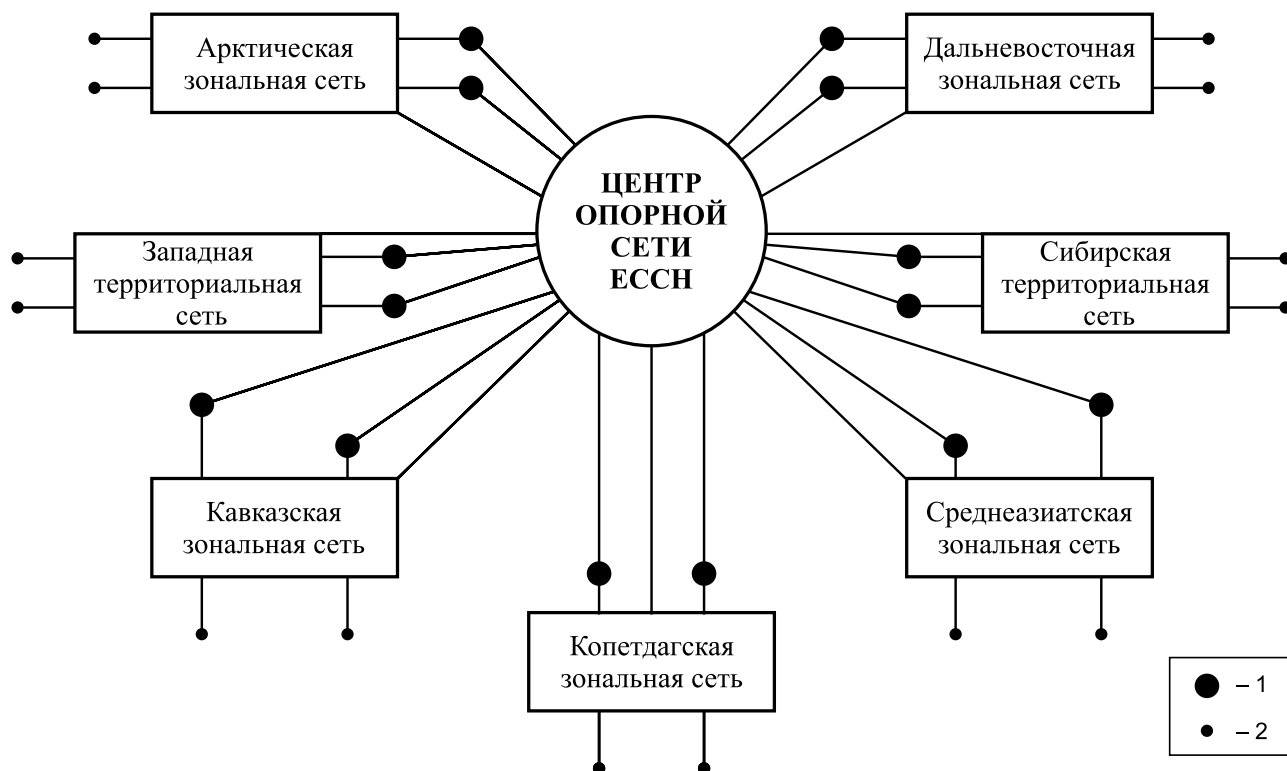 Арктическая
зональная сеть
Дальневосточная
зональная сеть
ЦЕНТР
ОПОРНОЙ
СЕТИ
ЕССН
Западная
территориальная
сеть
Сибирская
территориальная
сеть
Кавказская
зональная сеть
Среднеазиатская
зональная сеть
Копетдагская
зональная сеть
– 1
– 2